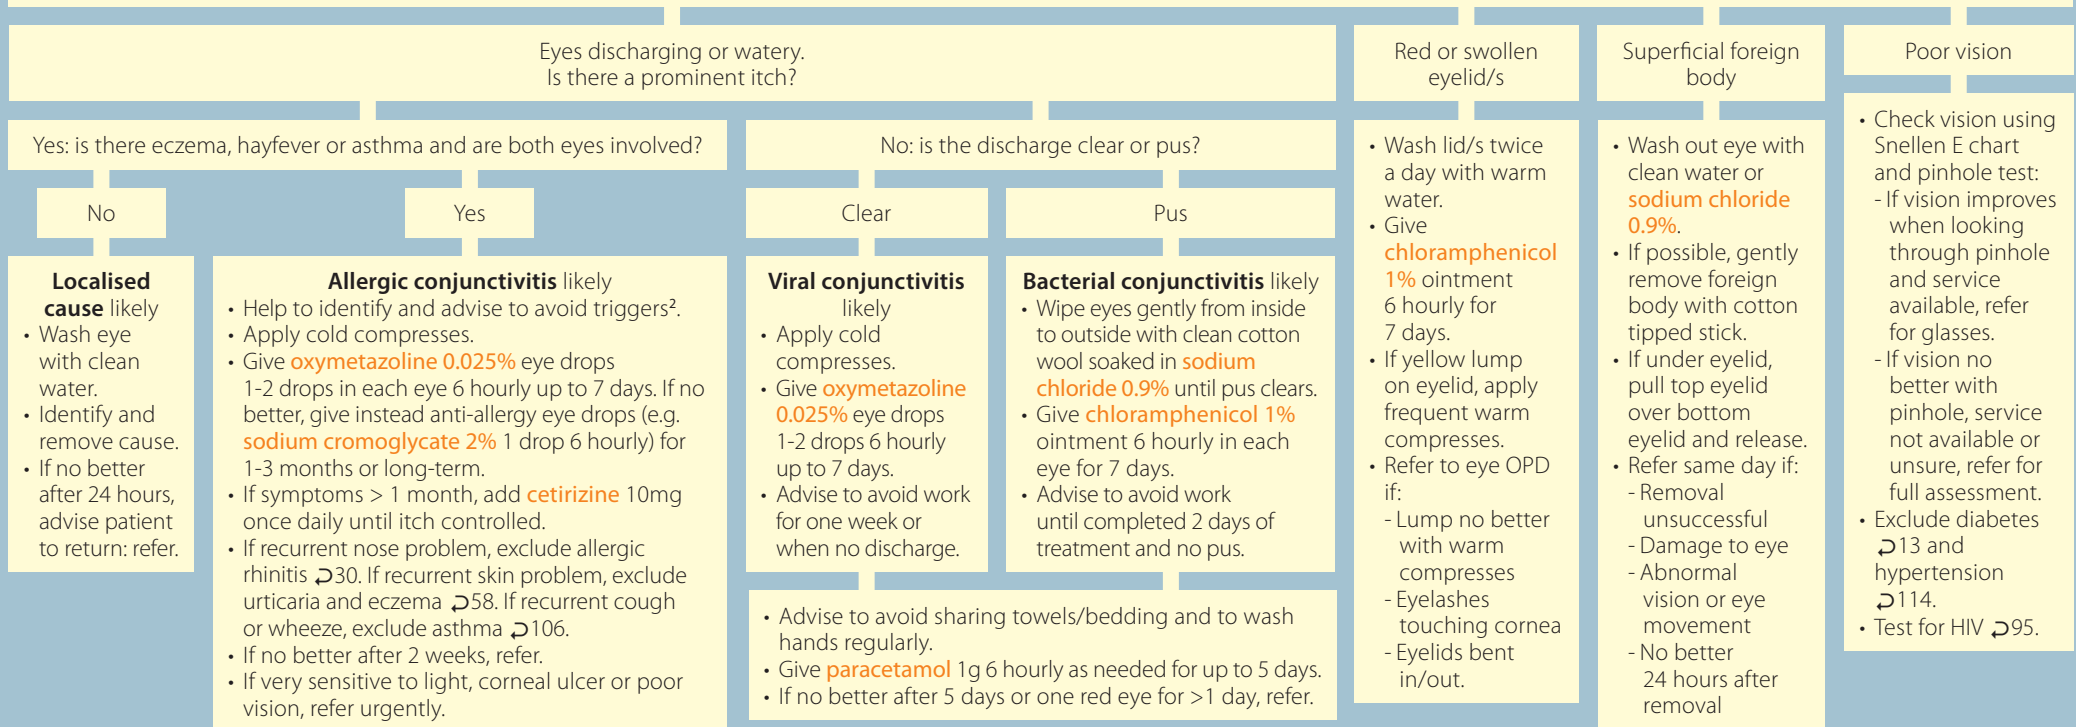 Eyes discharging or watery.
Is there a prominent itch?
Yes: is there eczema, hayfever or asthma and are both eyes involved?
No
Localised
cause likely
• Wash eye
with clean
water.
• Identify and
remove cause.
• If no better
after 24 hours,
advise patient
to return: refer.
Yes
Allergic conjunctivitis likely
• Help to identify and advise to avoid triggers².
• Apply cold compresses.
• Give oxymetazoline 0.025% eye drops
1-2 drops in each eye 6 hourly up to 7 days. If no
better, give instead anti-allergy eye drops (e.g.
sodium cromoglycate 2% 1 drop 6 hourly) for
1-3 months or long-term.
• If symptoms > 1 month, add cetirizine 10mg
once daily until itch controlled.
• If recurrent nose problem, exclude allergic
rhinitis ⮌30. If recurrent skin problem, exclude
urticaria and eczema ⮌58. If recurrent cough
or wheeze, exclude asthma ⮌106.
• If no better after 2 weeks, refer.
• If very sensitive to light, corneal ulcer or poor
vision, refer urgently.
No: is the discharge clear or pus?
Clear
Viral conjunctivitis
likely
• Apply cold
compresses.
• Give oxymetazoline
0.025% eye drops
1-2 drops 6 hourly
up to 7 days.
• Advise to avoid work
for one week or
when no discharge.
Pus
Bacterial conjunctivitis likely
• Wipe eyes gently from inside
to outside with clean cotton
wool soaked in sodium
chloride 0.9% until pus clears.
• Give chloramphenicol 1%
ointment 6 hourly in each
eye for 7 days.
• Advise to avoid work
until completed 2 days of
treatment and no pus.
• Advise to avoid sharing towels/bedding and to wash
hands regularly.
• Give paracetamol 1g 6 hourly as needed for up to 5 days.
• If no better after 5 days or one red eye for >1 day, refer.
Red or swollen
eyelid/s
• Wash lid/s twice
a day with warm
water.
• Give
chloramphenicol
1% ointment
6 hourly for
7 days.
• If yellow lump
on eyelid, apply
frequent warm
compresses.
• Refer to eye OPD
if:
- Lump no better
with warm
compresses
- Eyelashes
touching cornea
- Eyelids bent
in/out.
Superficial foreign
body
• Wash out eye with
clean water or
sodium chloride
0.9%.
• If possible, gently
remove foreign
body with cotton
tipped stick.
• If under eyelid,
pull top eyelid
over bottom
eyelid and release.
• Refer same day if:
- Removal
unsuccessful
- Damage to eye
- Abnormal
vision or eye
movement
- No better
24 hours after
removal
Poor vision
• Check vision using
Snellen E chart
and pinhole test:
- If vision improves
when looking
through pinhole
and service
available, refer
for glasses.
- If vision no
better with
pinhole, service
not available or
unsure, refer for
full assessment.
• Exclude diabetes
⮌13 and
hypertension
⮌114.
• Test for HIV ⮌95.